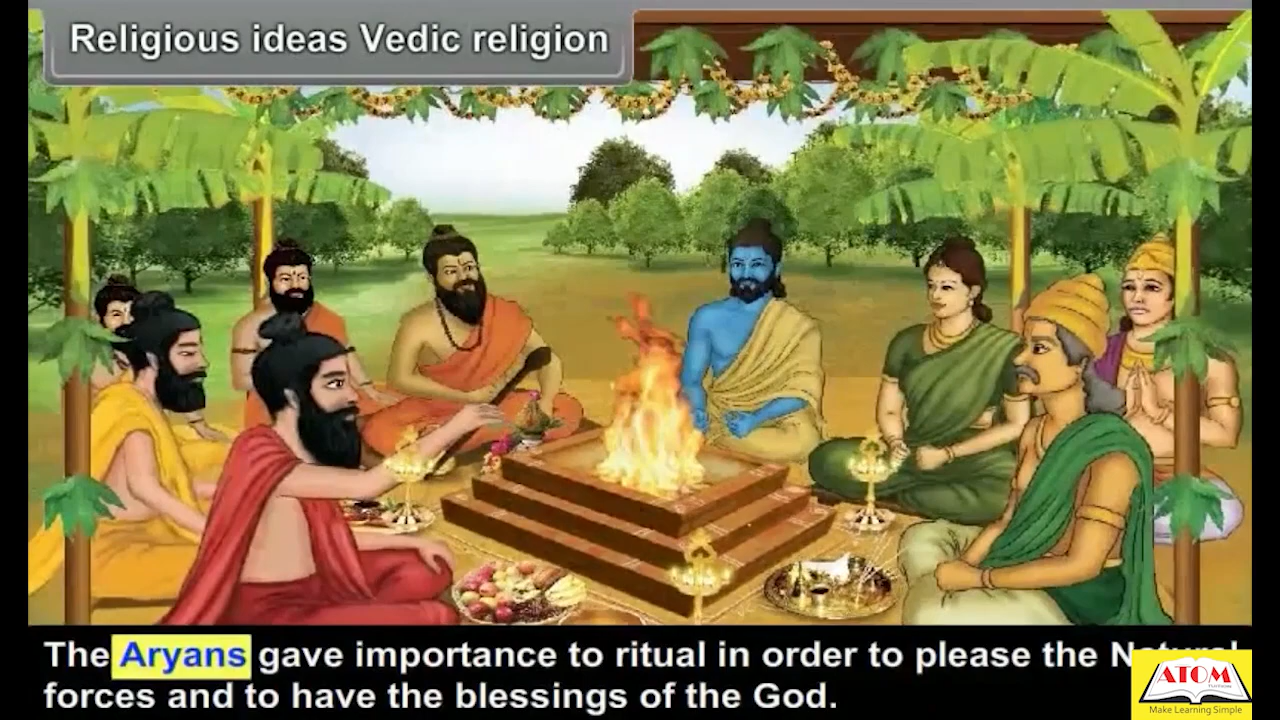 Religious ideas Vedic religion
The Aryans gave importance to ritual in order to please the Natural
forces and to have the blessings of the God.
ATOM
Make Learning Simple